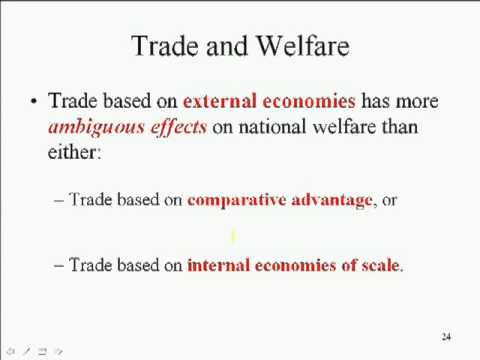 Trade and Welfare
• Trade based on external economies has more
ambiguous effects on national welfare than
either:
– Trade based on comparative advantage, or
– Trade based on internal economies of scale.
24